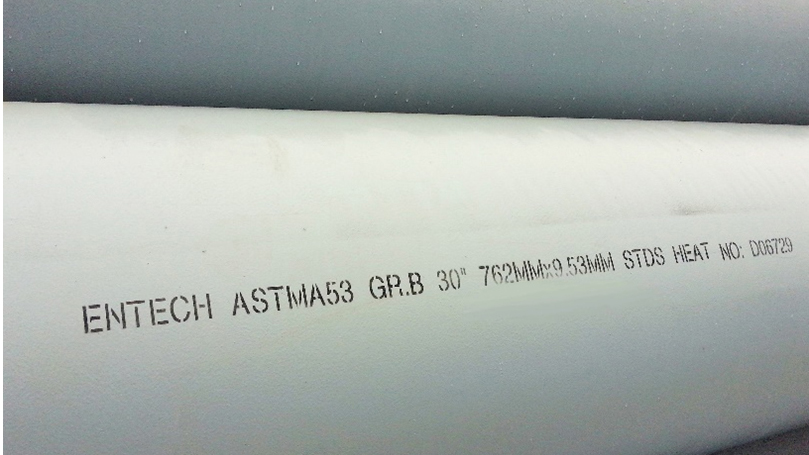 ENTECH ASTMA53 GR.B 30" 762MMx9.53MM STDS HEAT NO: D06729